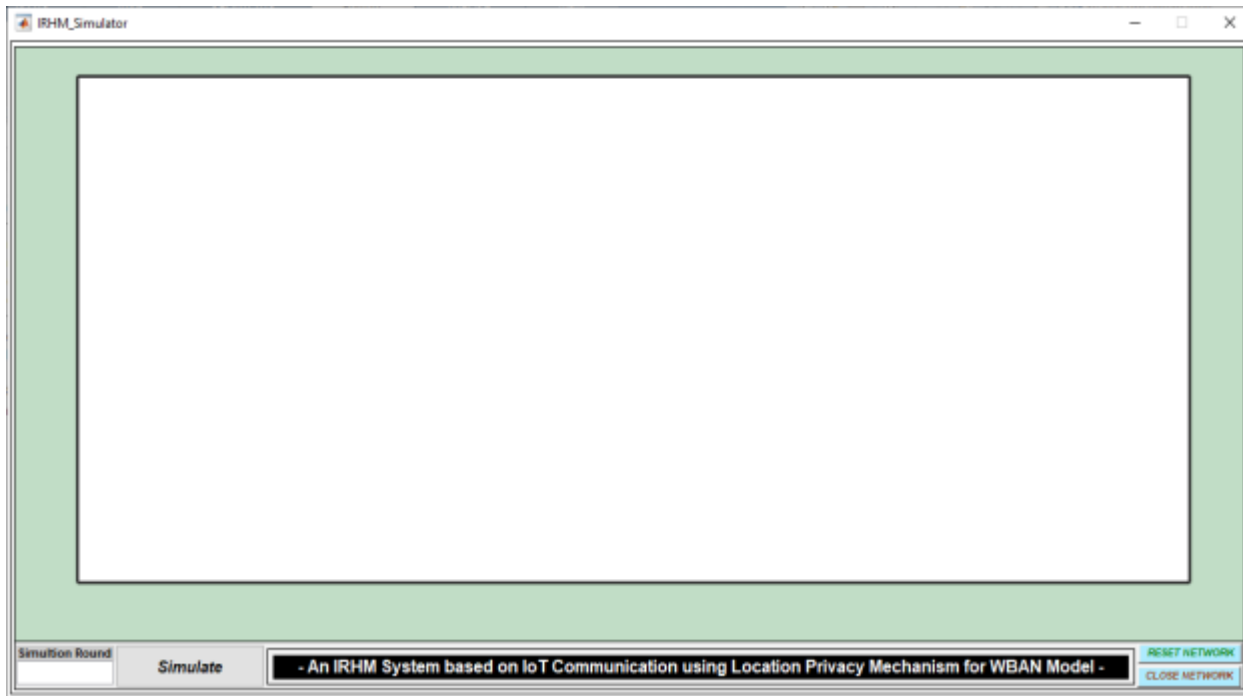 IRHM_Simulator
Simultion Round
Simulate
- An IRHM System based on IoT Communication using Location Privacy Mechanism for WBAN Model -
RESET NETWORK
CLOSE NETWORK